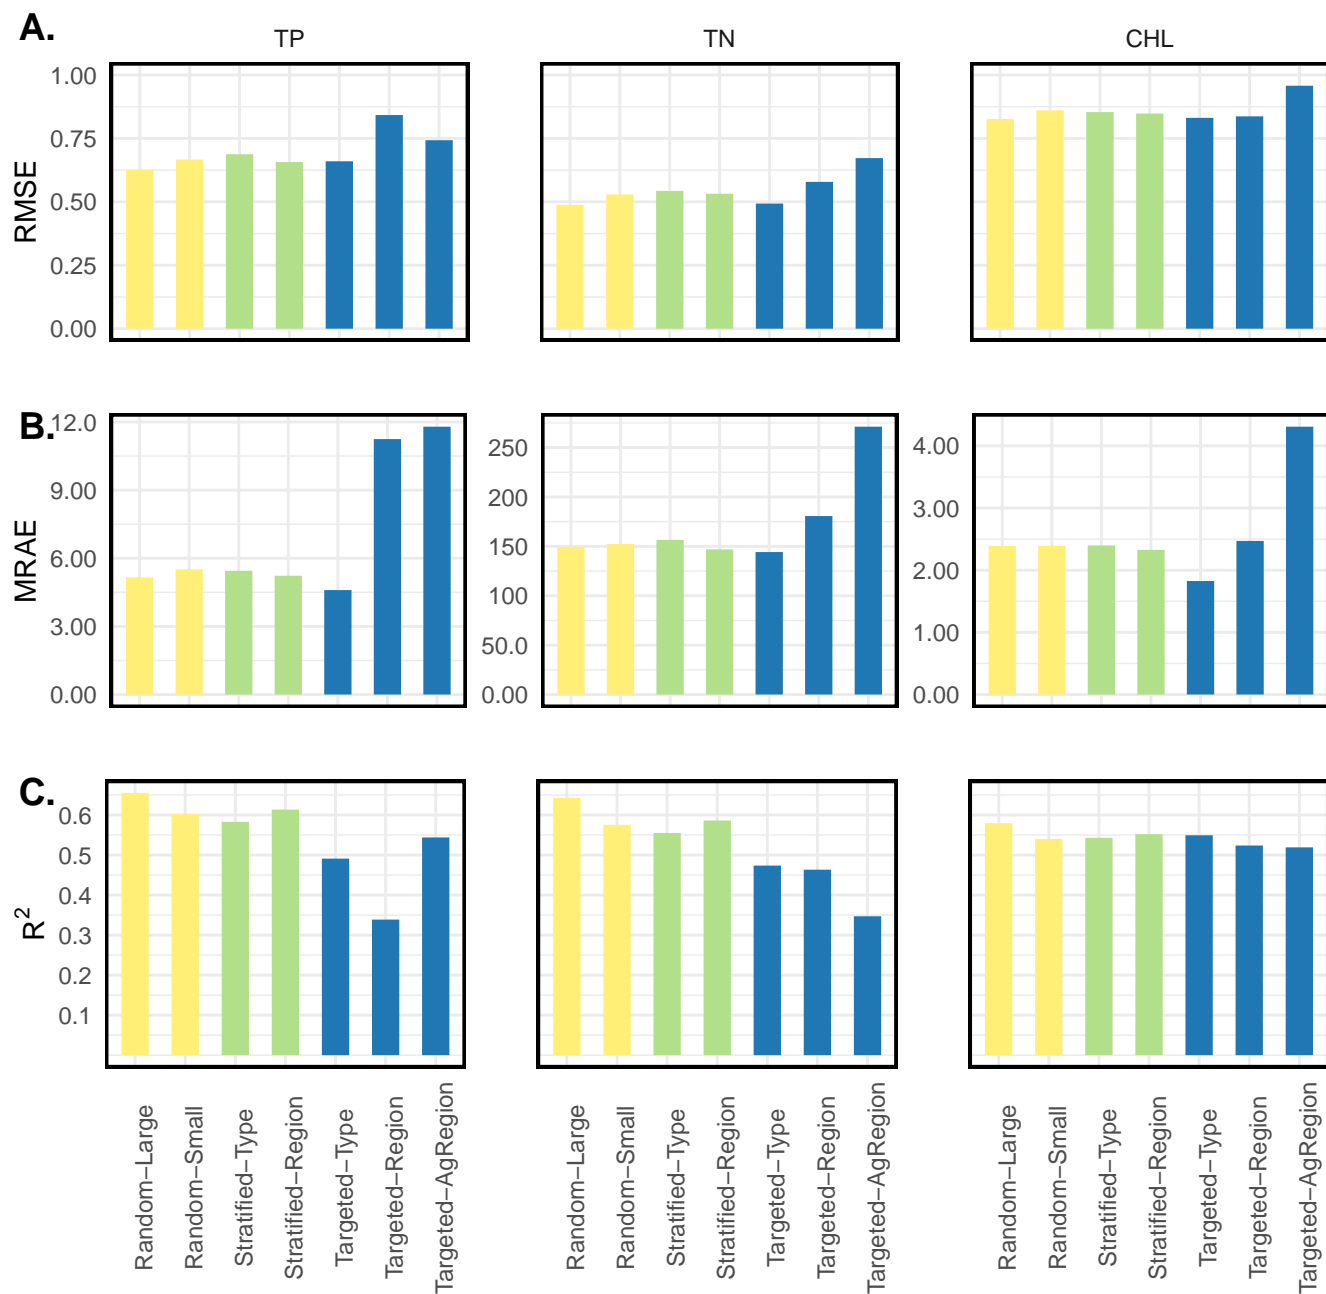 A.
TP
TN
CHL
RMSE
1.00
0.75
0.50
0.25
0.00
B.
MRAE
12.0
9.00
6.00
3.00
0.00
250
200
150
100
50.0
0.00
4.00
3.00
2.00
1.00
0.00
C.
R²
0.6
0.5
0.4
0.3
0.2
0.1
Random−Large
Random−Small
Stratified−Type
Stratified−Region
Targeted−Type
Targeted−Region
Targeted−AgRegion
Random−Large
Random−Small
Stratified−Type
Stratified−Region
Targeted−Type
Targeted−Region
Targeted−AgRegion
Random−Large
Random−Small
Stratified−Type
Stratified−Region
Targeted−Type
Targeted−Region
Targeted−AgRegion